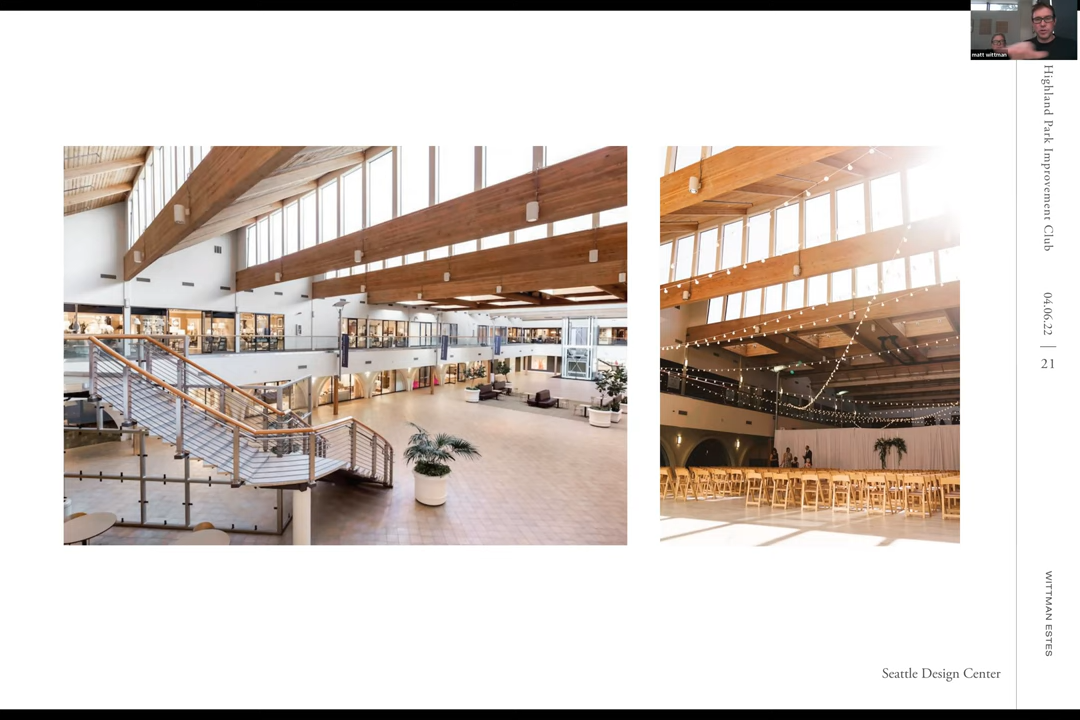 matt wittman
Highland Park Improvement Club
04.06.22
21
WITTMAN ESTES
Seattle Design Center